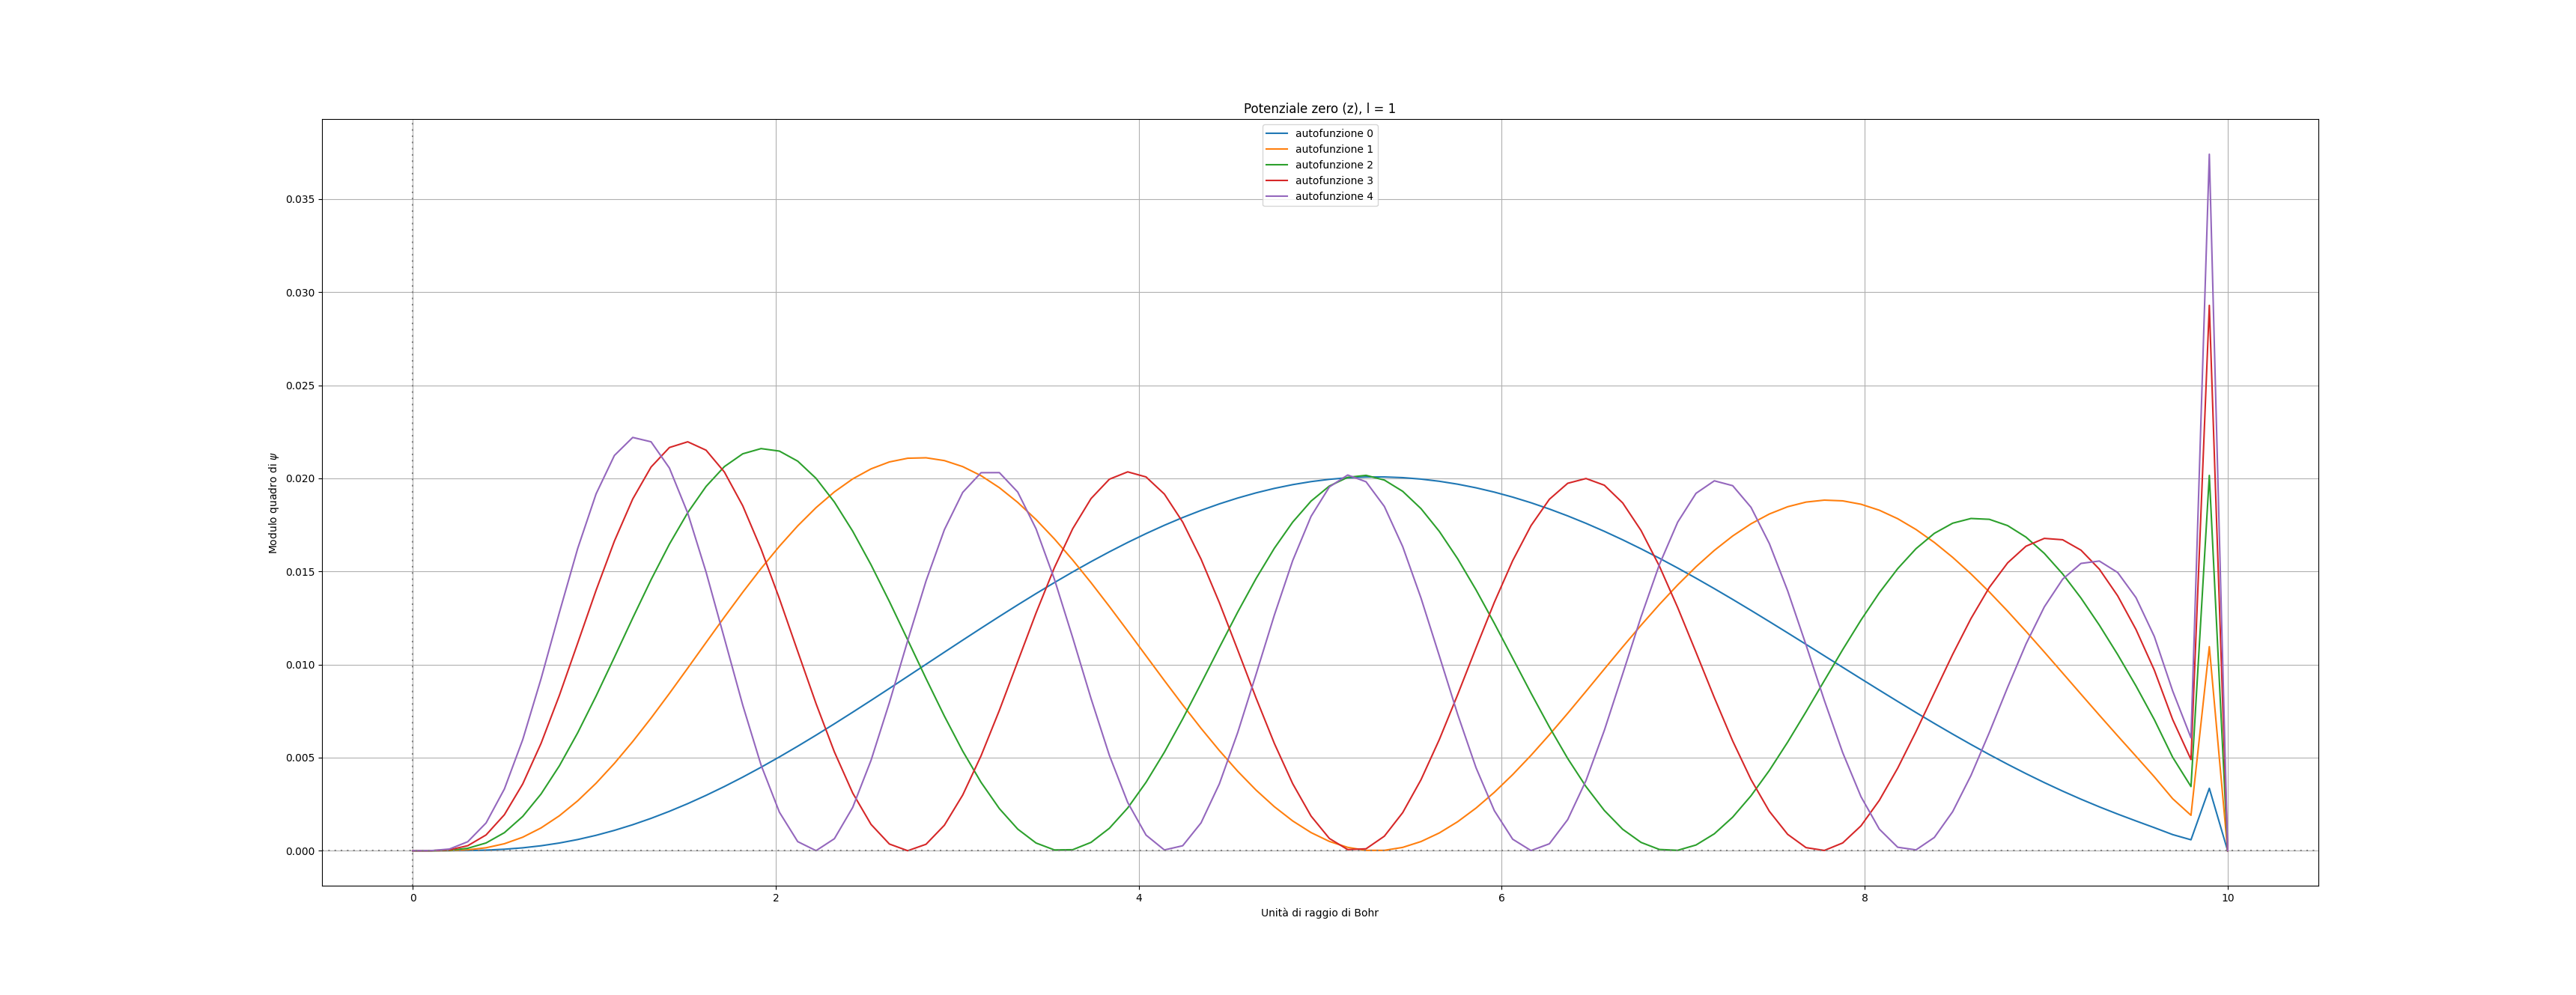 Potenziale zero (z), l = 1
autofunzione 0
autofunzione 1
autofunzione 2
autofunzione 3
autofunzione 4
0.035
0.030
0.025
0.020
0.015
0.010
0.005
0.000
Modulo quadro di ψ
0 2 4 6 8 10
Unità di raggio di Bohr